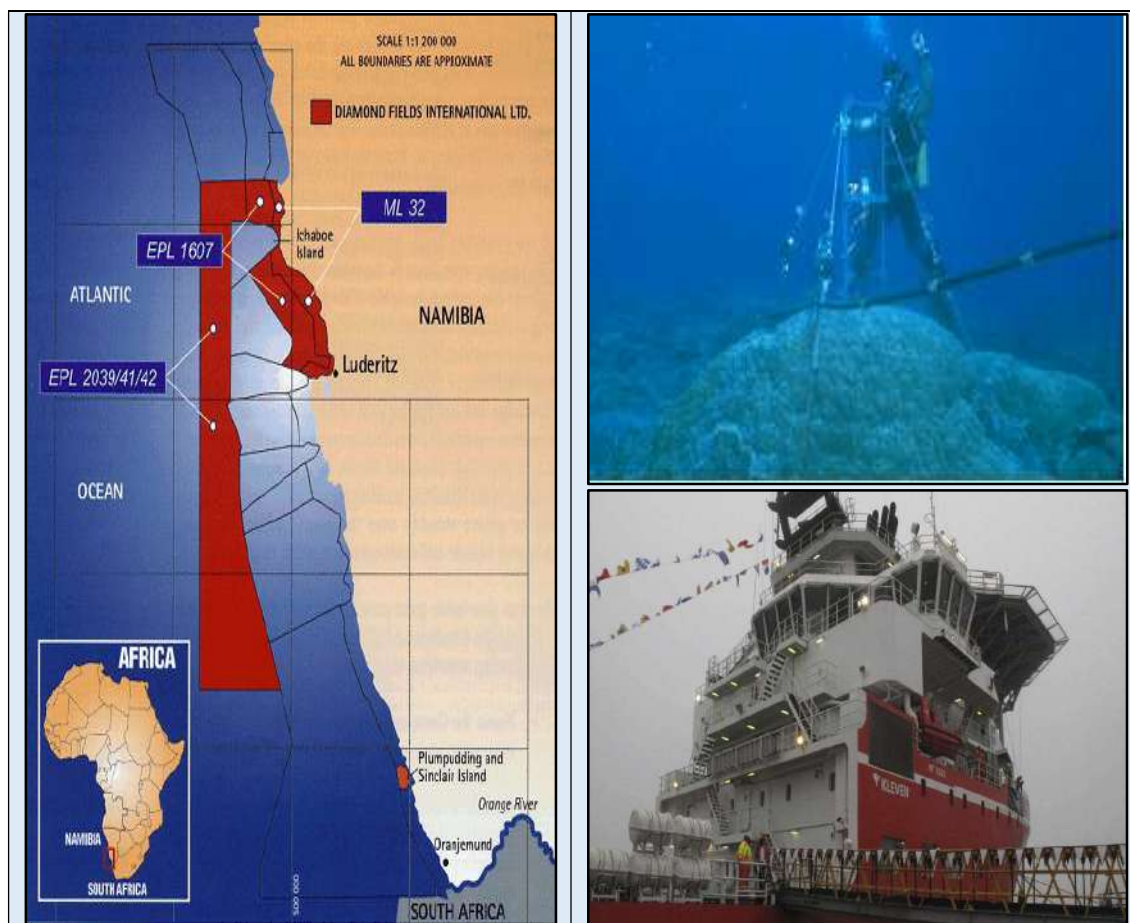 SCALE 1:1 200 000
ALL BOUNDARIES ARE APPROXIMATE
DIAMOND FIELDS INTERNATIONAL LTD.
ML 32
EPL 1607
Ichaboe
Island
ATLANTIC
NAMIBIA
Luderitz
EPL 2039/41/42
OCEAN
AFRICA
NAMIBIA
SOUTH AFRICA
Plumpudding and
Sinclair Island
Orange River
Oranjemund
500 000
SOUTH AFRICA
KLEVEN